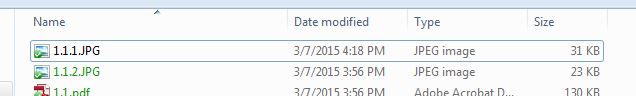 Name Date modified Type Size
1.1.1.JPG 3/7/2015 4:18 PM JPEG image 31 KB
1.1.2.JPG 3/7/2015 3:56 PM JPEG image 23 KB
1.1.pdf 3/7/2015 3:56 PM Adobe Acrobat D... 130 KB